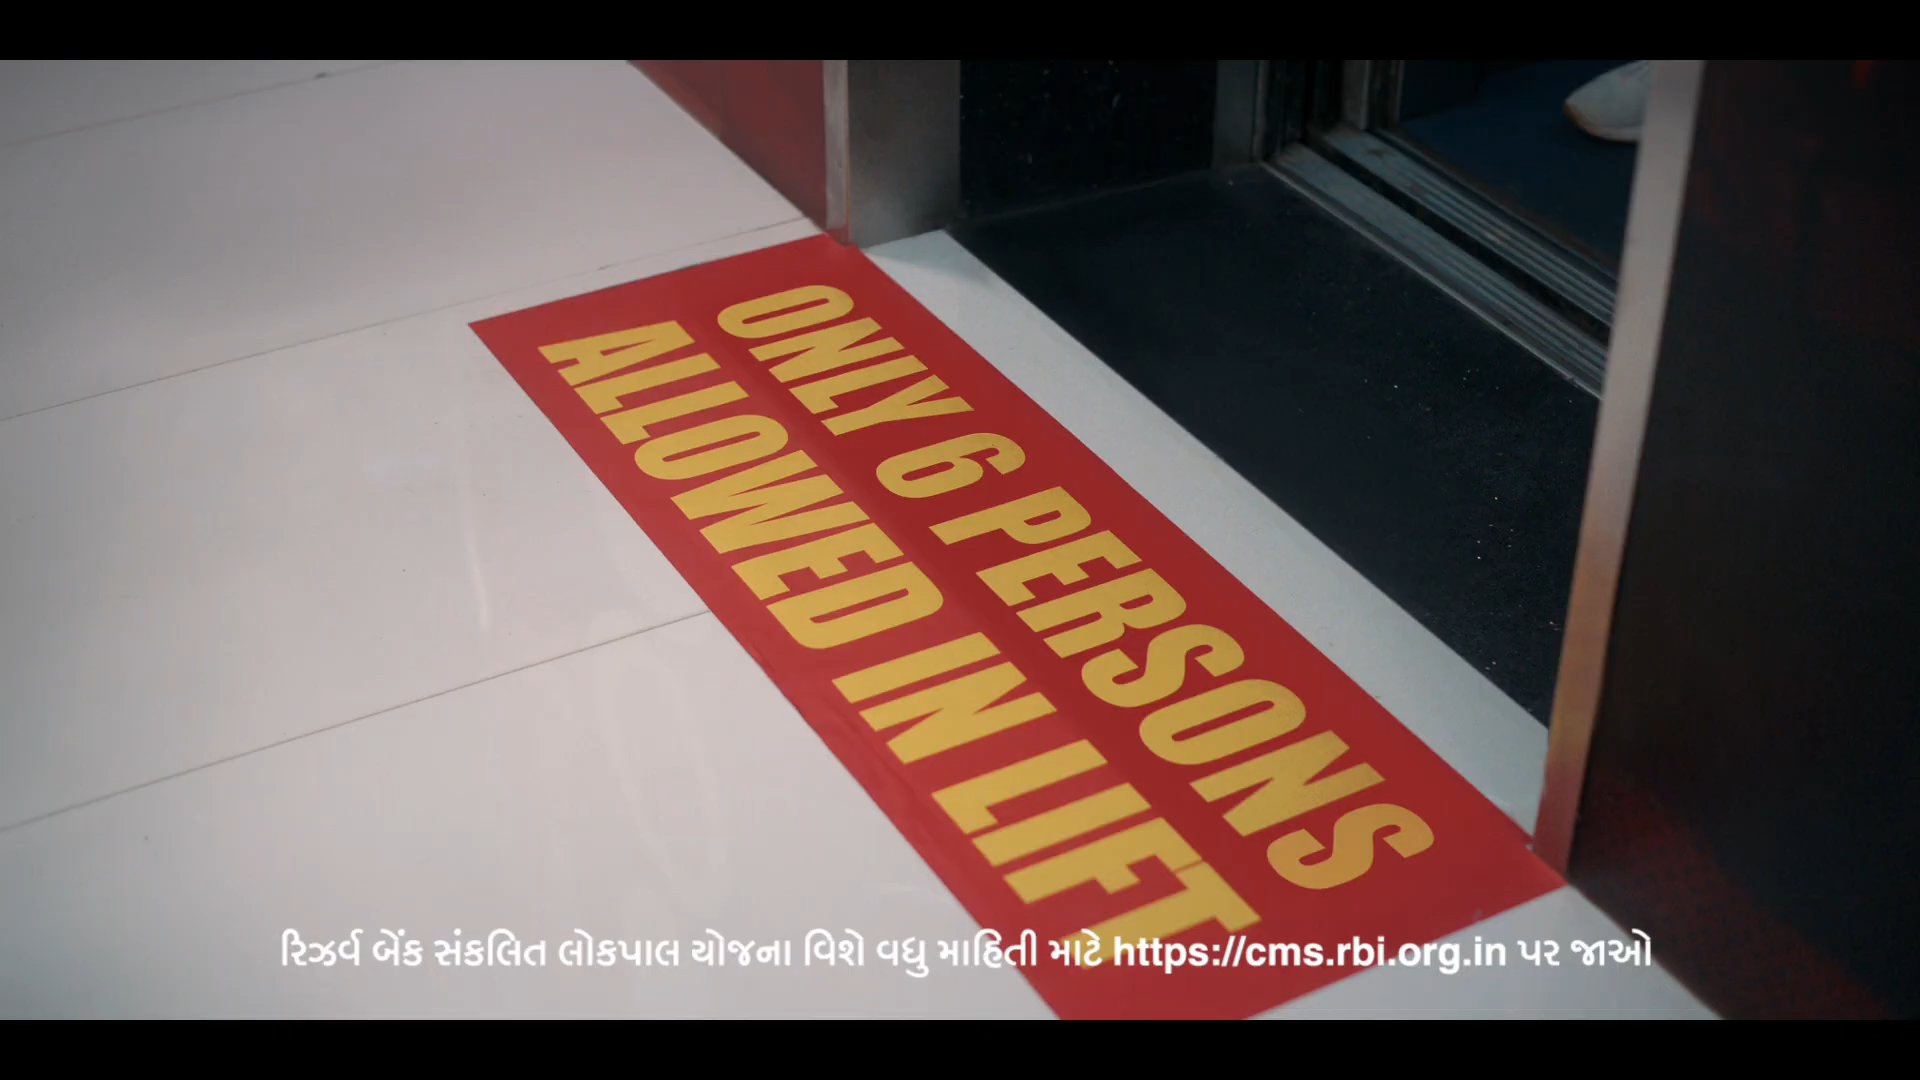 ONLY 6 PERSONS
ALLOWED IN LIFT
રિઝર્વ બેંક સંકલિત લોકપાલ યોજના વિશે વધુ માહિતી માટે https://cms.rbi.org.in પર જાઓ